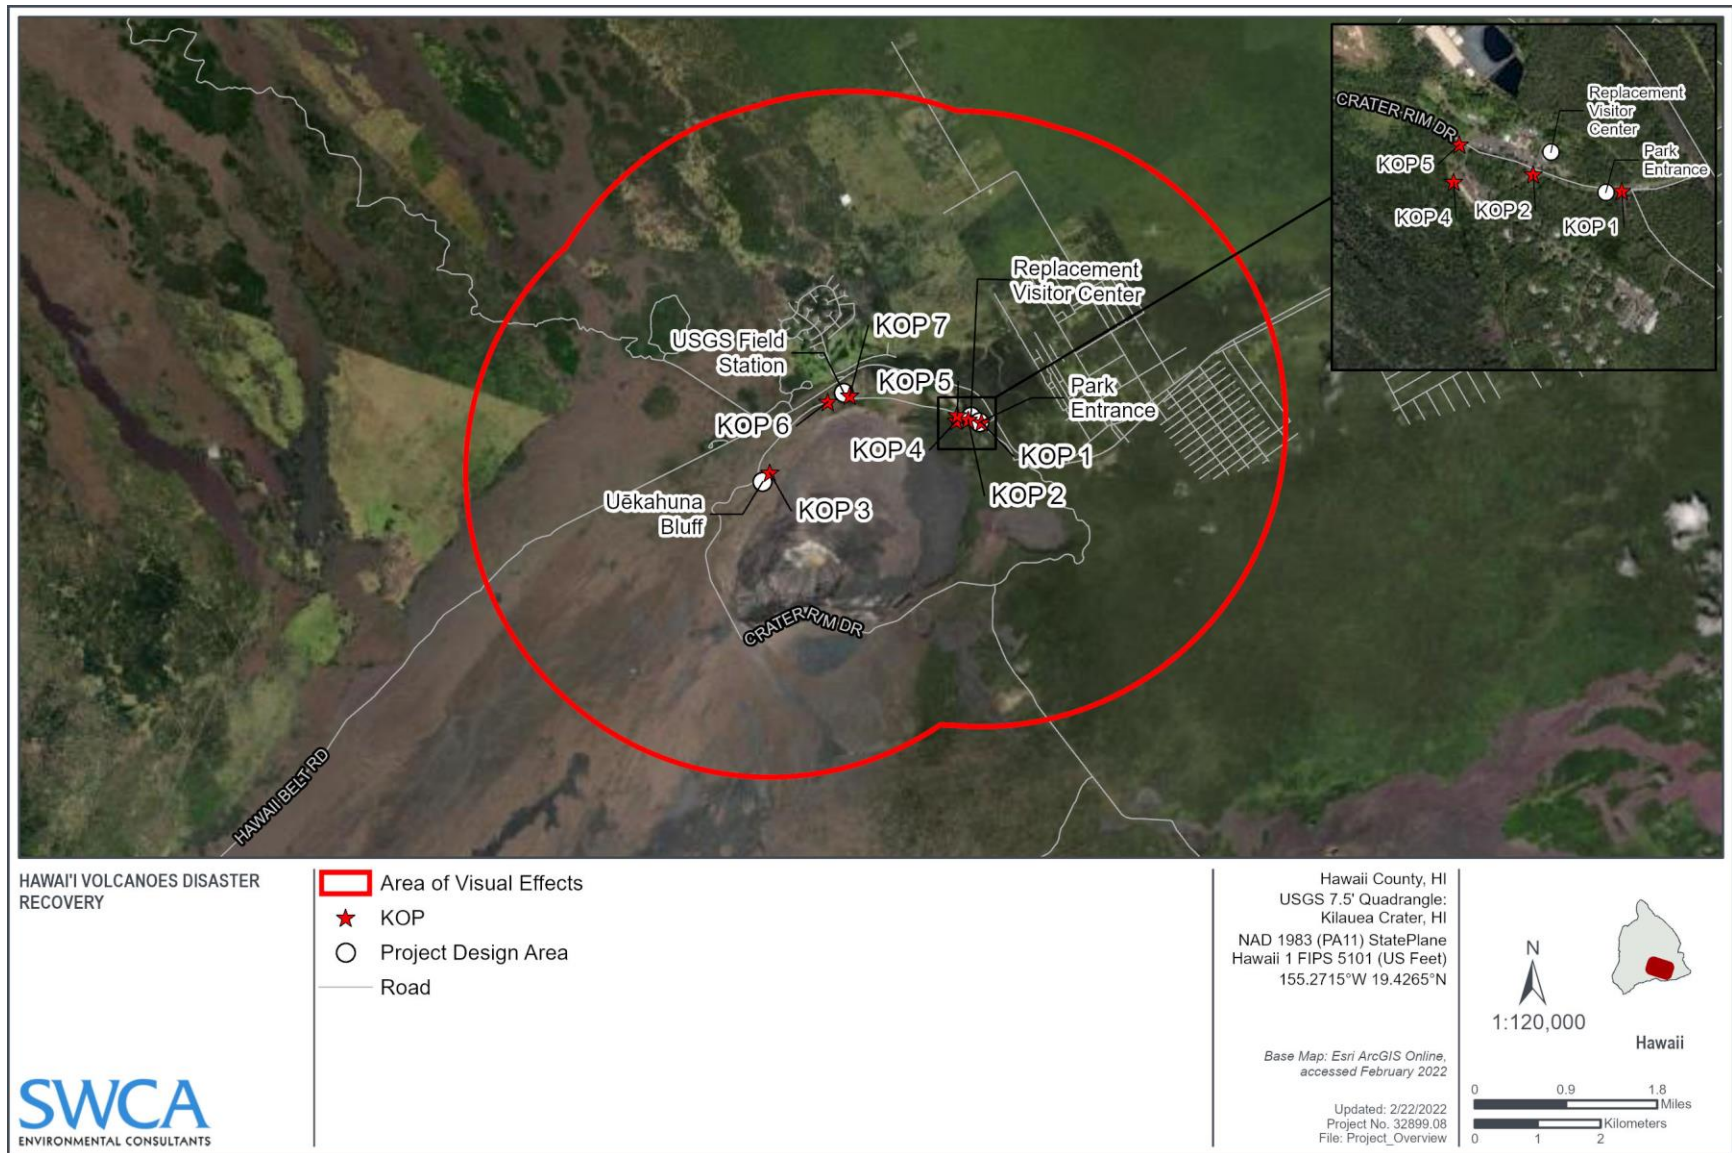 CRATER RIM DR
Replacement
Visitor
Center
Park
Entrance
KOP 5
KOP 4
KOP 2
KOP 1
Replacement
Visitor Center
KOP 7
USGS Field
Station
KOP 5
Park
Entrance
KOP 6
KOP 4
KOP 1
KOP 2
Uēkahuna
Bluff
KOP 3
CRATER RIM DR
HAWAII BELT RD
HAWAI'I VOLCANOES DISASTER
RECOVERY
Area of Visual Effects
KOP
Project Design Area
Road
SWCA
ENVIRONMENTAL CONSULTANTS
Hawaii County, HI
USGS 7.5' Quadrangle:
Kilauea Crater, HI
NAD 1983 (PA11) StatePlane
Hawaii 1 FIPS 5101 (US Feet)
155.2715°W 19.4265°N
Base Map: Esri ArcGIS Online,
accessed February 2022
Updated: 2/22/2022
Project No. 32899.08
File: Project_Overview
N
1:120,000
Hawaii
0 0.9 1.8
Miles
Kilometers
0 1 2